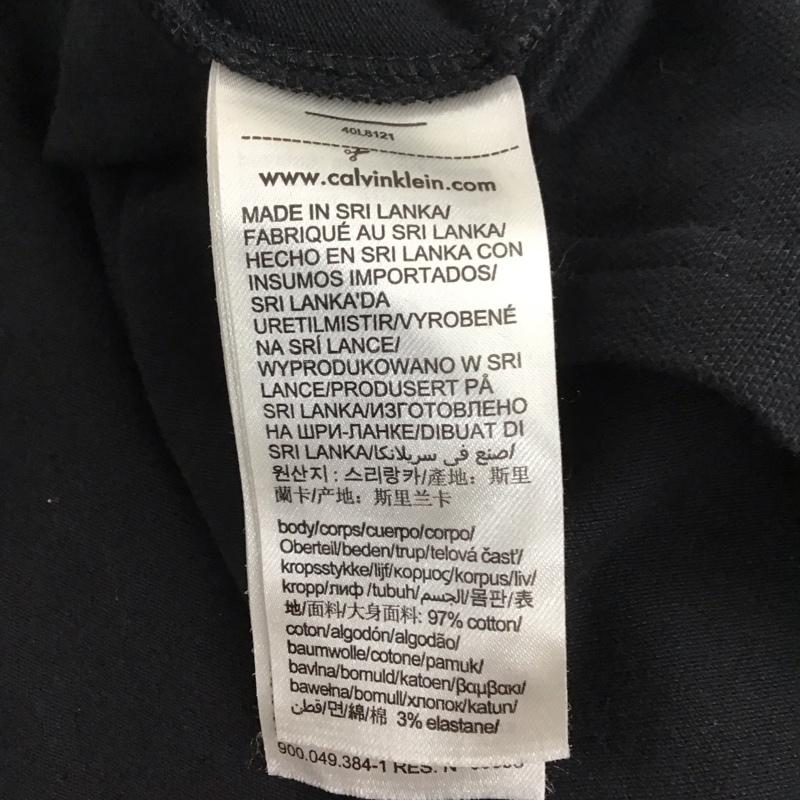 40L8121
www.calvinklein.com
MADE IN SRI LANKA/
FABRIQUÉ AU SRI LANKA/
HECHO EN SRI LANKA CON
INSUMOS IMPORTADOS/
SRI LANKA'DA
URETILMISTIR/VYROBENÉ
NA SRÍ LANCE/
WYPRODUKOWANO W SRI
LANCE/PRODUSERT PÅ
SRI LANKA/ИЗГОТОВЛЕНО
НА ШРИ-ЛАНКЕ/DIBUAT DI
SRI LANKA/صنع في سريلانكا/
원산지 : 스리랑카/產地: 斯里
蘭卡/产地: 斯里兰卡
body/corps/cuerpo/corpo/
Oberteil/beden/trup/telová časť/
kropsstykke/lijf/κορμος/korpus/liv/
kropp/лиф /tubuh/الجسم/몸판/表
地/面料/大身面料: 97% cotton/
coton/algodón/algodão/
baumwolle/cotone/pamuk/
bavlna/bomuld/katoen/βαμβακι/
bawełna/bomull/хлопок/katun/
قطن/면/綿/棉 3% elastane/
900.049.384-1 RES. N°